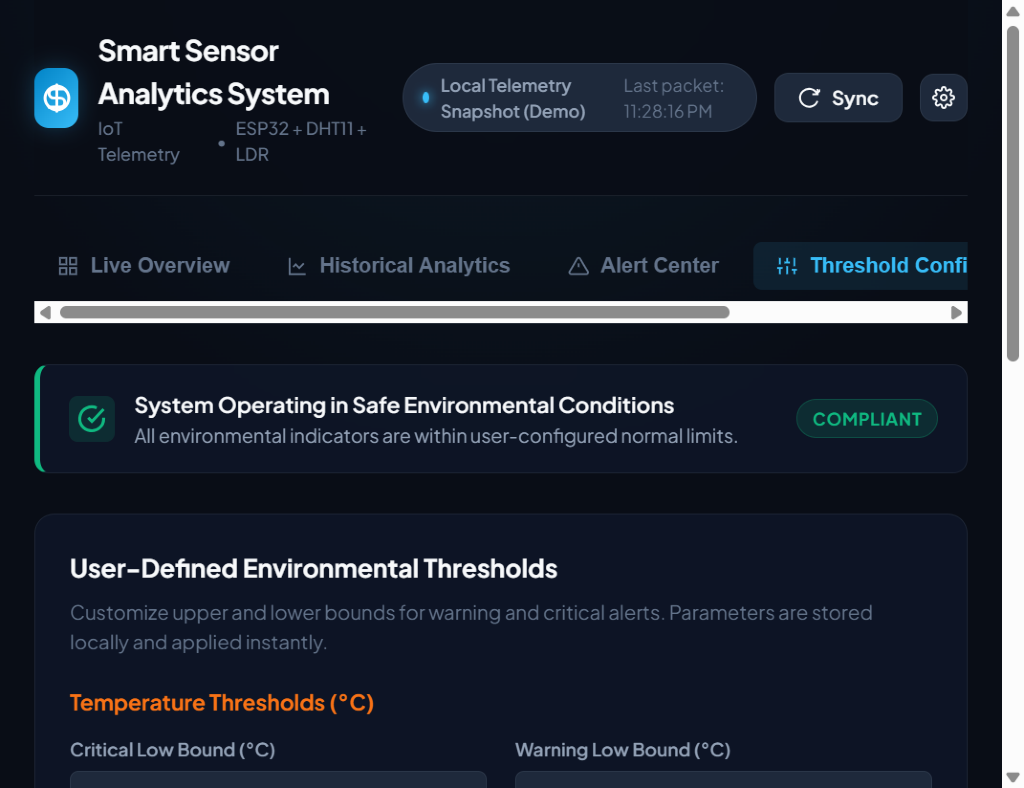 Smart Sensor
Analytics System
IoT
Telemetry
•
ESP32 + DHT11 +
LDR
Local Telemetry
Snapshot (Demo)
Last packet:
11:28:16 PM
Sync
Live Overview
Historical Analytics
Alert Center
Threshold Confi
System Operating in Safe Environmental Conditions
All environmental indicators are within user-configured normal limits.
COMPLIANT
User-Defined Environmental Thresholds
Customize upper and lower bounds for warning and critical alerts. Parameters are stored
locally and applied instantly.
Temperature Thresholds (°C)
Critical Low Bound (°C)
Warning Low Bound (°C)